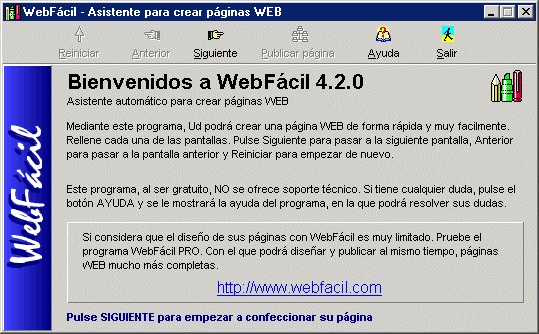 WebFácil - Asistente para crear páginas WEB
Reiniciar Anterior Siguiente Publicar página Ayuda Salir
WebFácil
Bienvenidos a WebFácil 4.2.0
Asistente automático para crear páginas WEB
Mediante este programa, Ud podrá crear una página WEB de forma rápida y muy facilmente.
Rellene cada una de las pantallas. Pulse Siguiente para pasar a la siguiente pantalla, Anterior
para pasar a la pantalla anterior y Reiniciar para empezar de nuevo.
Este programa, al ser gratuito, NO se ofrece soporte técnico. Si tiene cualquier duda, pulse el
botón AYUDA y se le mostrará la ayuda del programa, en la que podrá resolver sus dudas.
Si considera que el diseño de sus páginas con WebFácil es muy limitado. Pruebe el
programa WebFácil PRO. Con el que podrá diseñar y publicar al mismo tiempo, páginas
WEB mucho más completas.
http://www.webfacil.com
Pulse SIGUIENTE para empezar a confeccionar su página